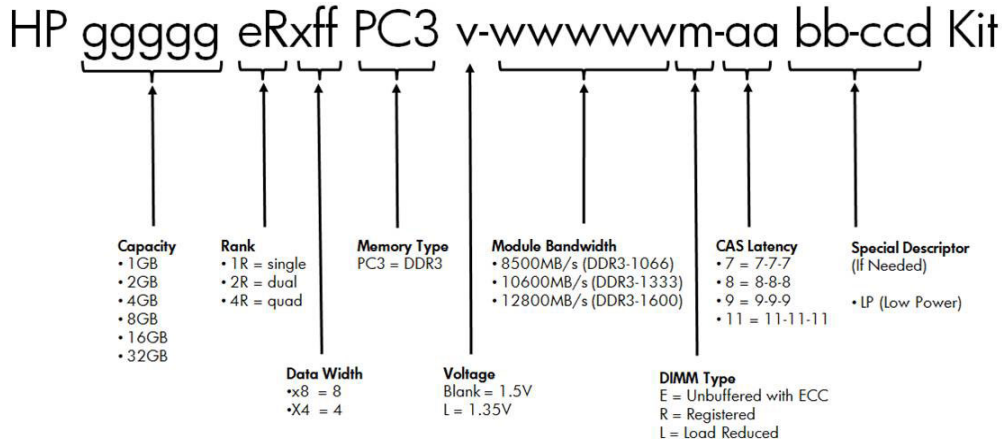 HP ggggg eRxff PC3 v-wwwwwm-aa bb-ccd Kit
Capacity
• 1GB
• 2GB
• 4GB
• 8GB
• 16GB
• 32GB
Rank
• 1R = single
• 2R = dual
• 4R = quad
Memory Type
PC3 = DDR3
Module Bandwidth
• 8500MB/s (DDR3-1066)
• 10600MB/s (DDR3-1333)
• 12800MB/s (DDR3-1600)
CAS Latency
• 7 = 7-7-7
• 8 = 8-8-8
• 9 = 9-9-9
• 11 = 11-11-11
Special Descriptor
(If Needed)
• LP (Low Power)
Data Width
•x8 = 8
•X4 = 4
Voltage
Blank = 1.5V
L = 1.35V
DIMM Type
E = Unbuffered with ECC
R = Registered
L = Load Reduced